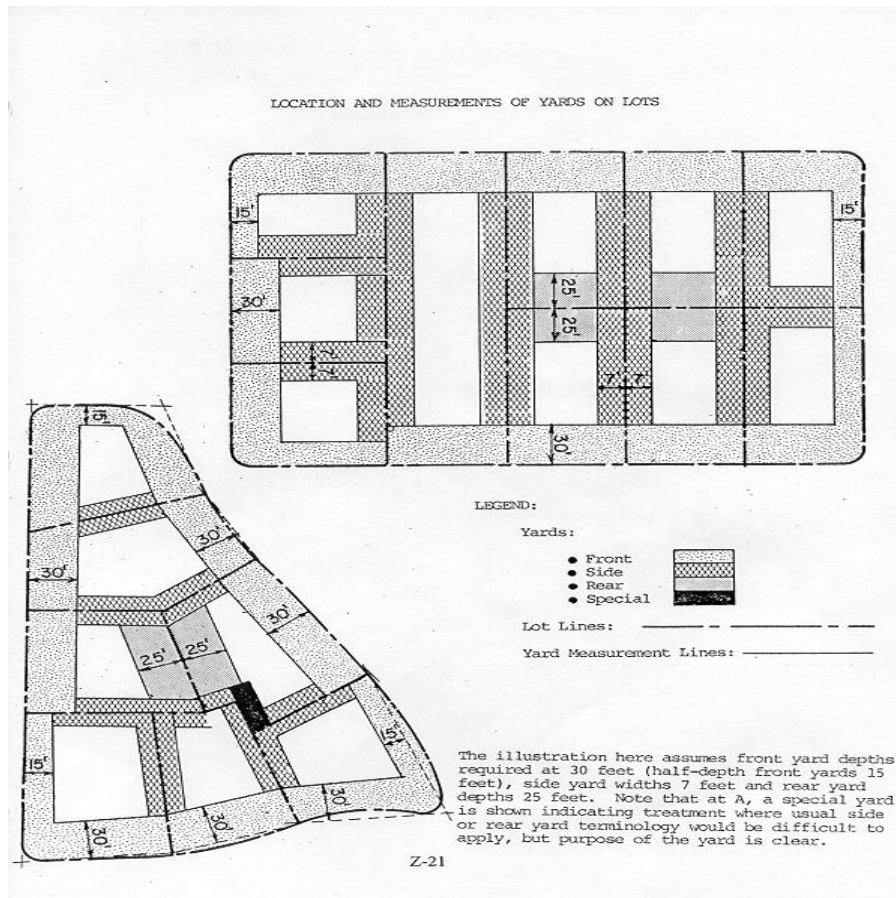 LOCATION AND MEASUREMENTS OF YARDS ON LOTS
15'
15'
30'
25'
25'
7'
7'
7'
7'
30'
15'
30'
30'
30'
25'
25'
15'
15'
30'
30'
30'
LEGEND:
Yards:
• Front
• Side
• Rear
• Special
Lot Lines:
Yard Measurement Lines:
The illustration here assumes front yard depths
required at 30 feet (half-depth front yards 15
feet), side yard widths 7 feet and rear yard
depths 25 feet. Note that at A, a special yard
is shown indicating treatment where usual side
or rear yard terminology would be difficult to
apply, but purpose of the yard is clear.
Z-21